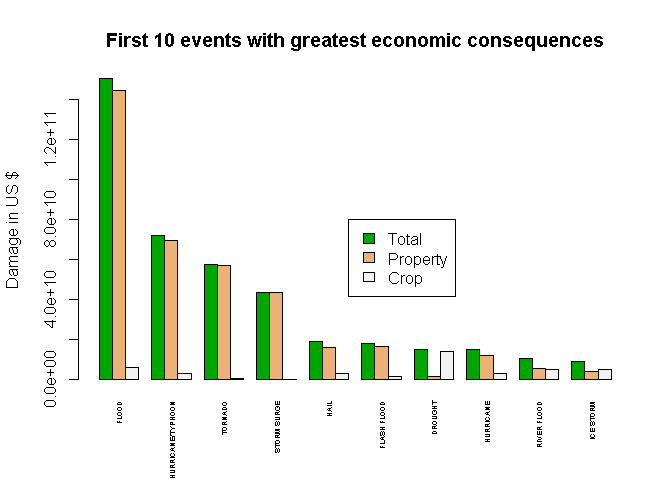 First 10 events with greatest economic consequences
Damage in US $
0.0e+00
4.0e+10
8.0e+10
1.2e+11
Total
Property
Crop
FLOOD
HURRICANE/TYPHOON
TORNADO
STORM SURGE
HAIL
FLASH FLOOD
DROUGHT
HURRICANE
RIVER FLOOD
ICE STORM